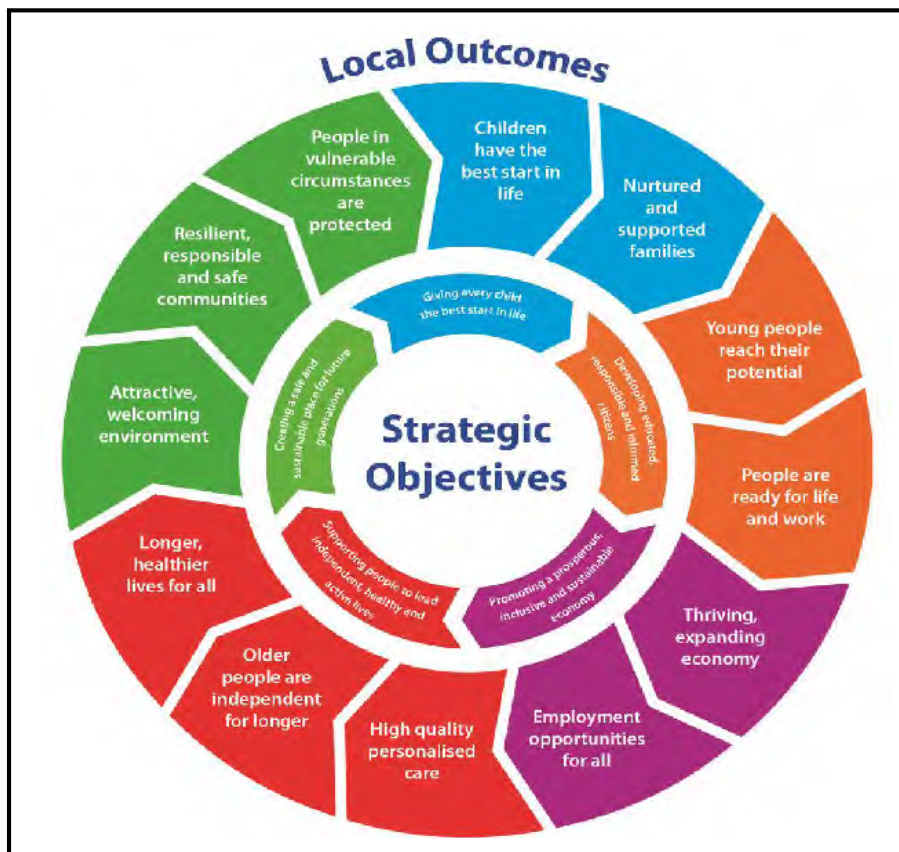 Local Outcomes
Children
have the
best start in
life
Nurtured
and
supported
families
Young people
reach their
potential
People are
ready for life
and work
Thriving,
expanding
economy
Employment
opportunities
for all
High quality
personalised
care
Older
people are
independent
for longer
Longer,
healthier
lives for all
Attractive,
welcoming
environment
Resilient,
responsible
and safe
communities
People in
vulnerable
circumstances
are
protected
Giving every child
the best start in life
Developing educated,
responsible and informed
citizens
Promoting a prosperous,
inclusive and sustainable
economy
Supporting people to lead
independent, healthy and
active lives
Creating a safe and
sustainable place for future
generations
Strategic
Objectives